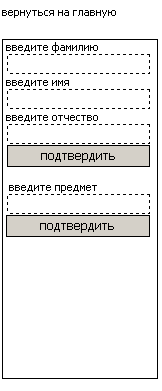 вернуться на главную
введите фамилию
введите имя
введите отчество
подтвердить
введите предмет
подтвердить